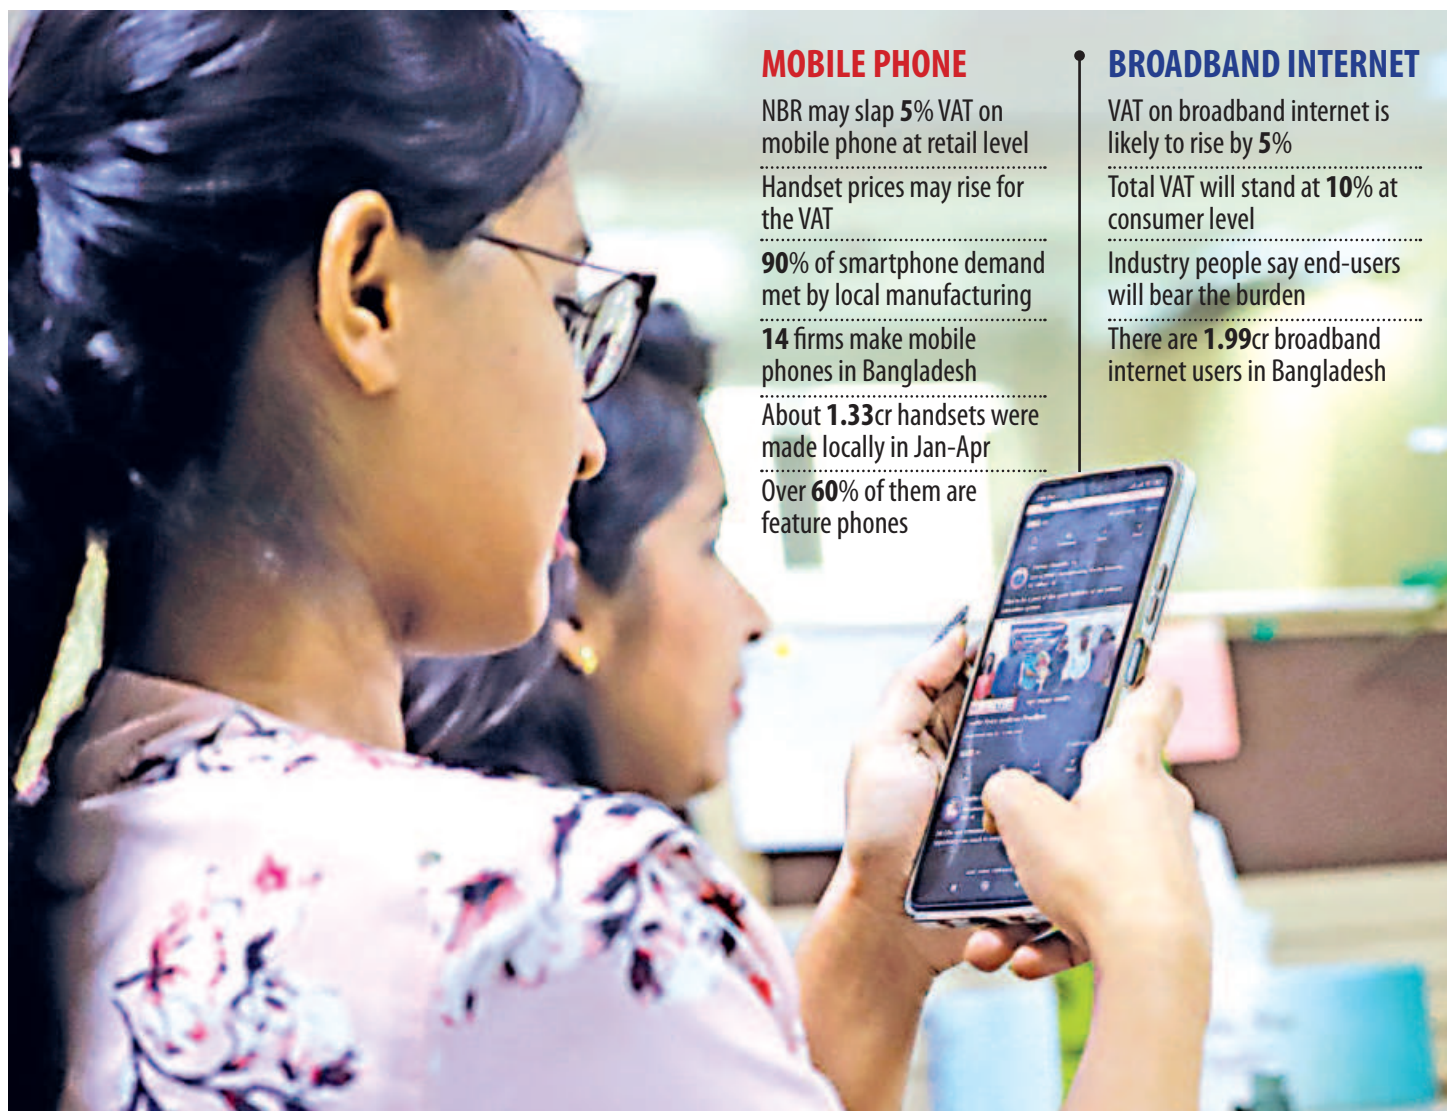 MOBILE PHONE
NBR may slap 5% VAT on
mobile phone at retail level
Handset prices may rise for
the VAT
90% of smartphone demand
met by local manufacturing
14 firms make mobile
phones in Bangladesh
About 1.33cr handsets were
made locally in Jan-Apr
Over 60% of them are
feature phones
BROADBAND INTERNET
VAT on broadband internet is
likely to rise by 5%
Total VAT will stand at 10% at
consumer level
Industry people say end-users
will bear the burden
There are 1.99cr broadband
internet users in Bangladesh